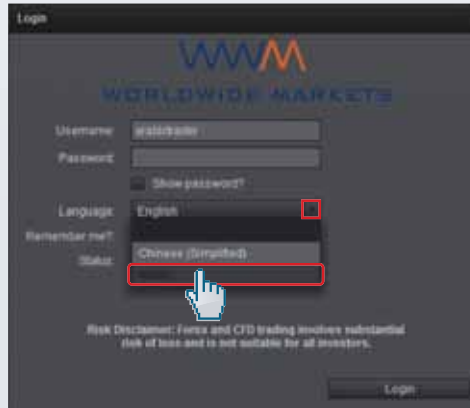 Login
WWM
WORLDWIDE MARKETS
Username:
Password:
Show password?
Language: English
Remember me?:
Chinese (Simplified)
Status:
Risk Disclaimer: Forex and CFD trading involves substantial
risk of loss and is not suitable for all investors.
Login